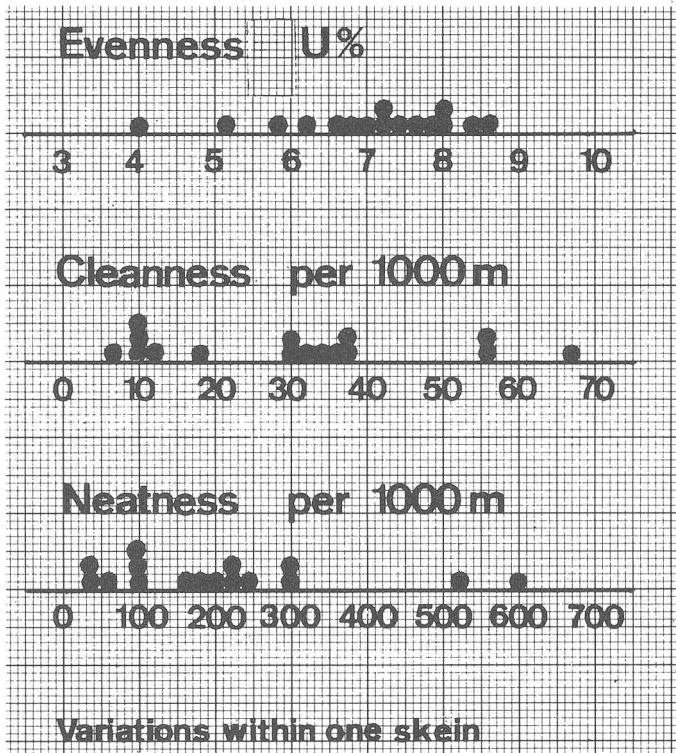 Evenness U%
3 4 5 6 7 8 9 10
Cleanness per 1000 m
0 10 20 30 40 50 60 70
Neatness per 1000 m
0 100 200 300 400 500 600 700
Variations within one skein